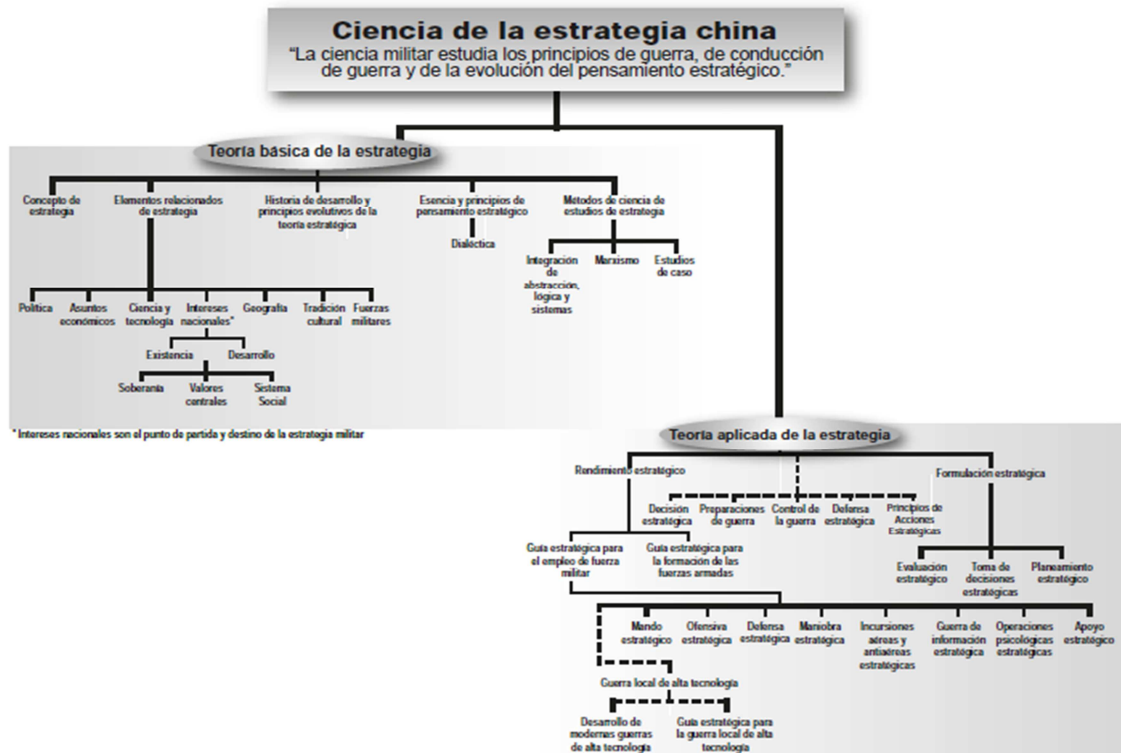 Ciencia de la estrategia china
“La ciencia militar estudia los principios de guerra, de conducción
de guerra y de la evolución del pensamiento estratégico.”
Teoría básica de la estrategia
Concepto de
estrategia
Elementos relacionados
de estrategia
Historia de desarrollo y
principios evolutivos de la
teoría estratégica
Esencia y principios de
pensamiento estratégico
Métodos de ciencia de
estudios de estrategia
Dialéctica
Integración
de
abstracción,
lógica y
sistemas
Marxismo
Estudios
de caso
Política
Asuntos
económicos
Ciencia y
tecnología
Intereses
nacionales*
Geografía
Tradición
cultural
Fuerzas
militares
Existencia
Desarrollo
Soberanía
Valores
centrales
Sistema
Social
* Intereses nacionales son el punto de partida y destino de la estrategia militar
Teoría aplicada de la estrategia
Rendimiento estratégico
Formulación estratégica
Decisión
estratégica
Preparaciones
de guerra
Control de
la guerra
Defensa
estratégica
Principios de
Acciones
Estratégicas
Guía estratégica para
el empleo de fuerza
militar
Guía estratégica para
la formación de las
fuerzas armadas
Evaluación
estratégico
Toma de
decisiones
estratégicas
Planeamiento
estratégico
Mando
estratégico
Ofensiva
estratégica
Defensa
estratégica
Maniobra
estratégica
Incursiones
aéreas y
antiaéreas
estratégicas
Guerra de
información
estratégica
Operaciones
psicológicas
estratégicas
Apoyo
estratégico
Guerra local de alta tecnología
Desarrollo de
modernas guerras
de alta tecnología
Guía estratégica para
la guerra local de alta
tecnología